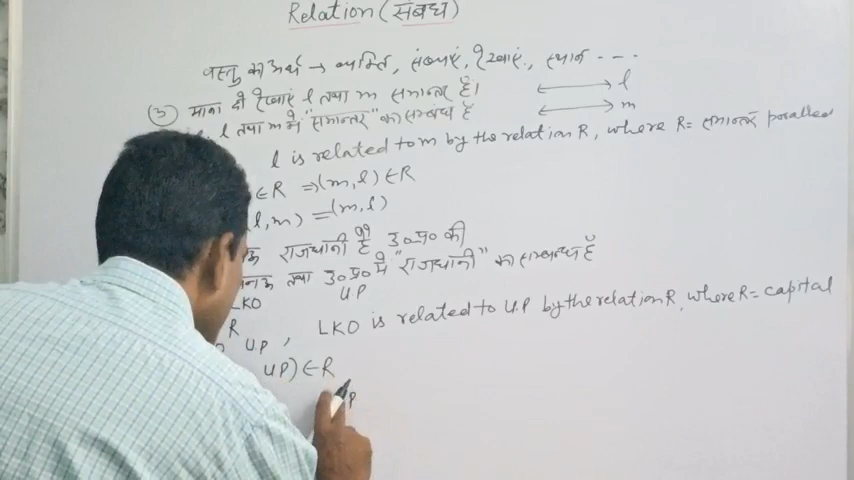 Relation (संबंध)
वस्तु का अर्थ → व्यक्ति, संख्याएं, रेखाएं, स्थान ----
(3) माना दो रेखाएं l तथा m समान्तर हैं। l
l तथा m में "समान्तर" का सम्बंध है m
l is related to m by the relation R, where R= समान्तर parallel
∈ R ⇒ (m, l) ∈ R
l, m) = (m, l)
राजधानी है उ०प्र० की
तथा उ०प्र० में "राजधानी" का सम्बन्ध है
LKO UP
R
U.P , LKO is related to U.P by the relation R, where R= capital
UP) ∈ R
P